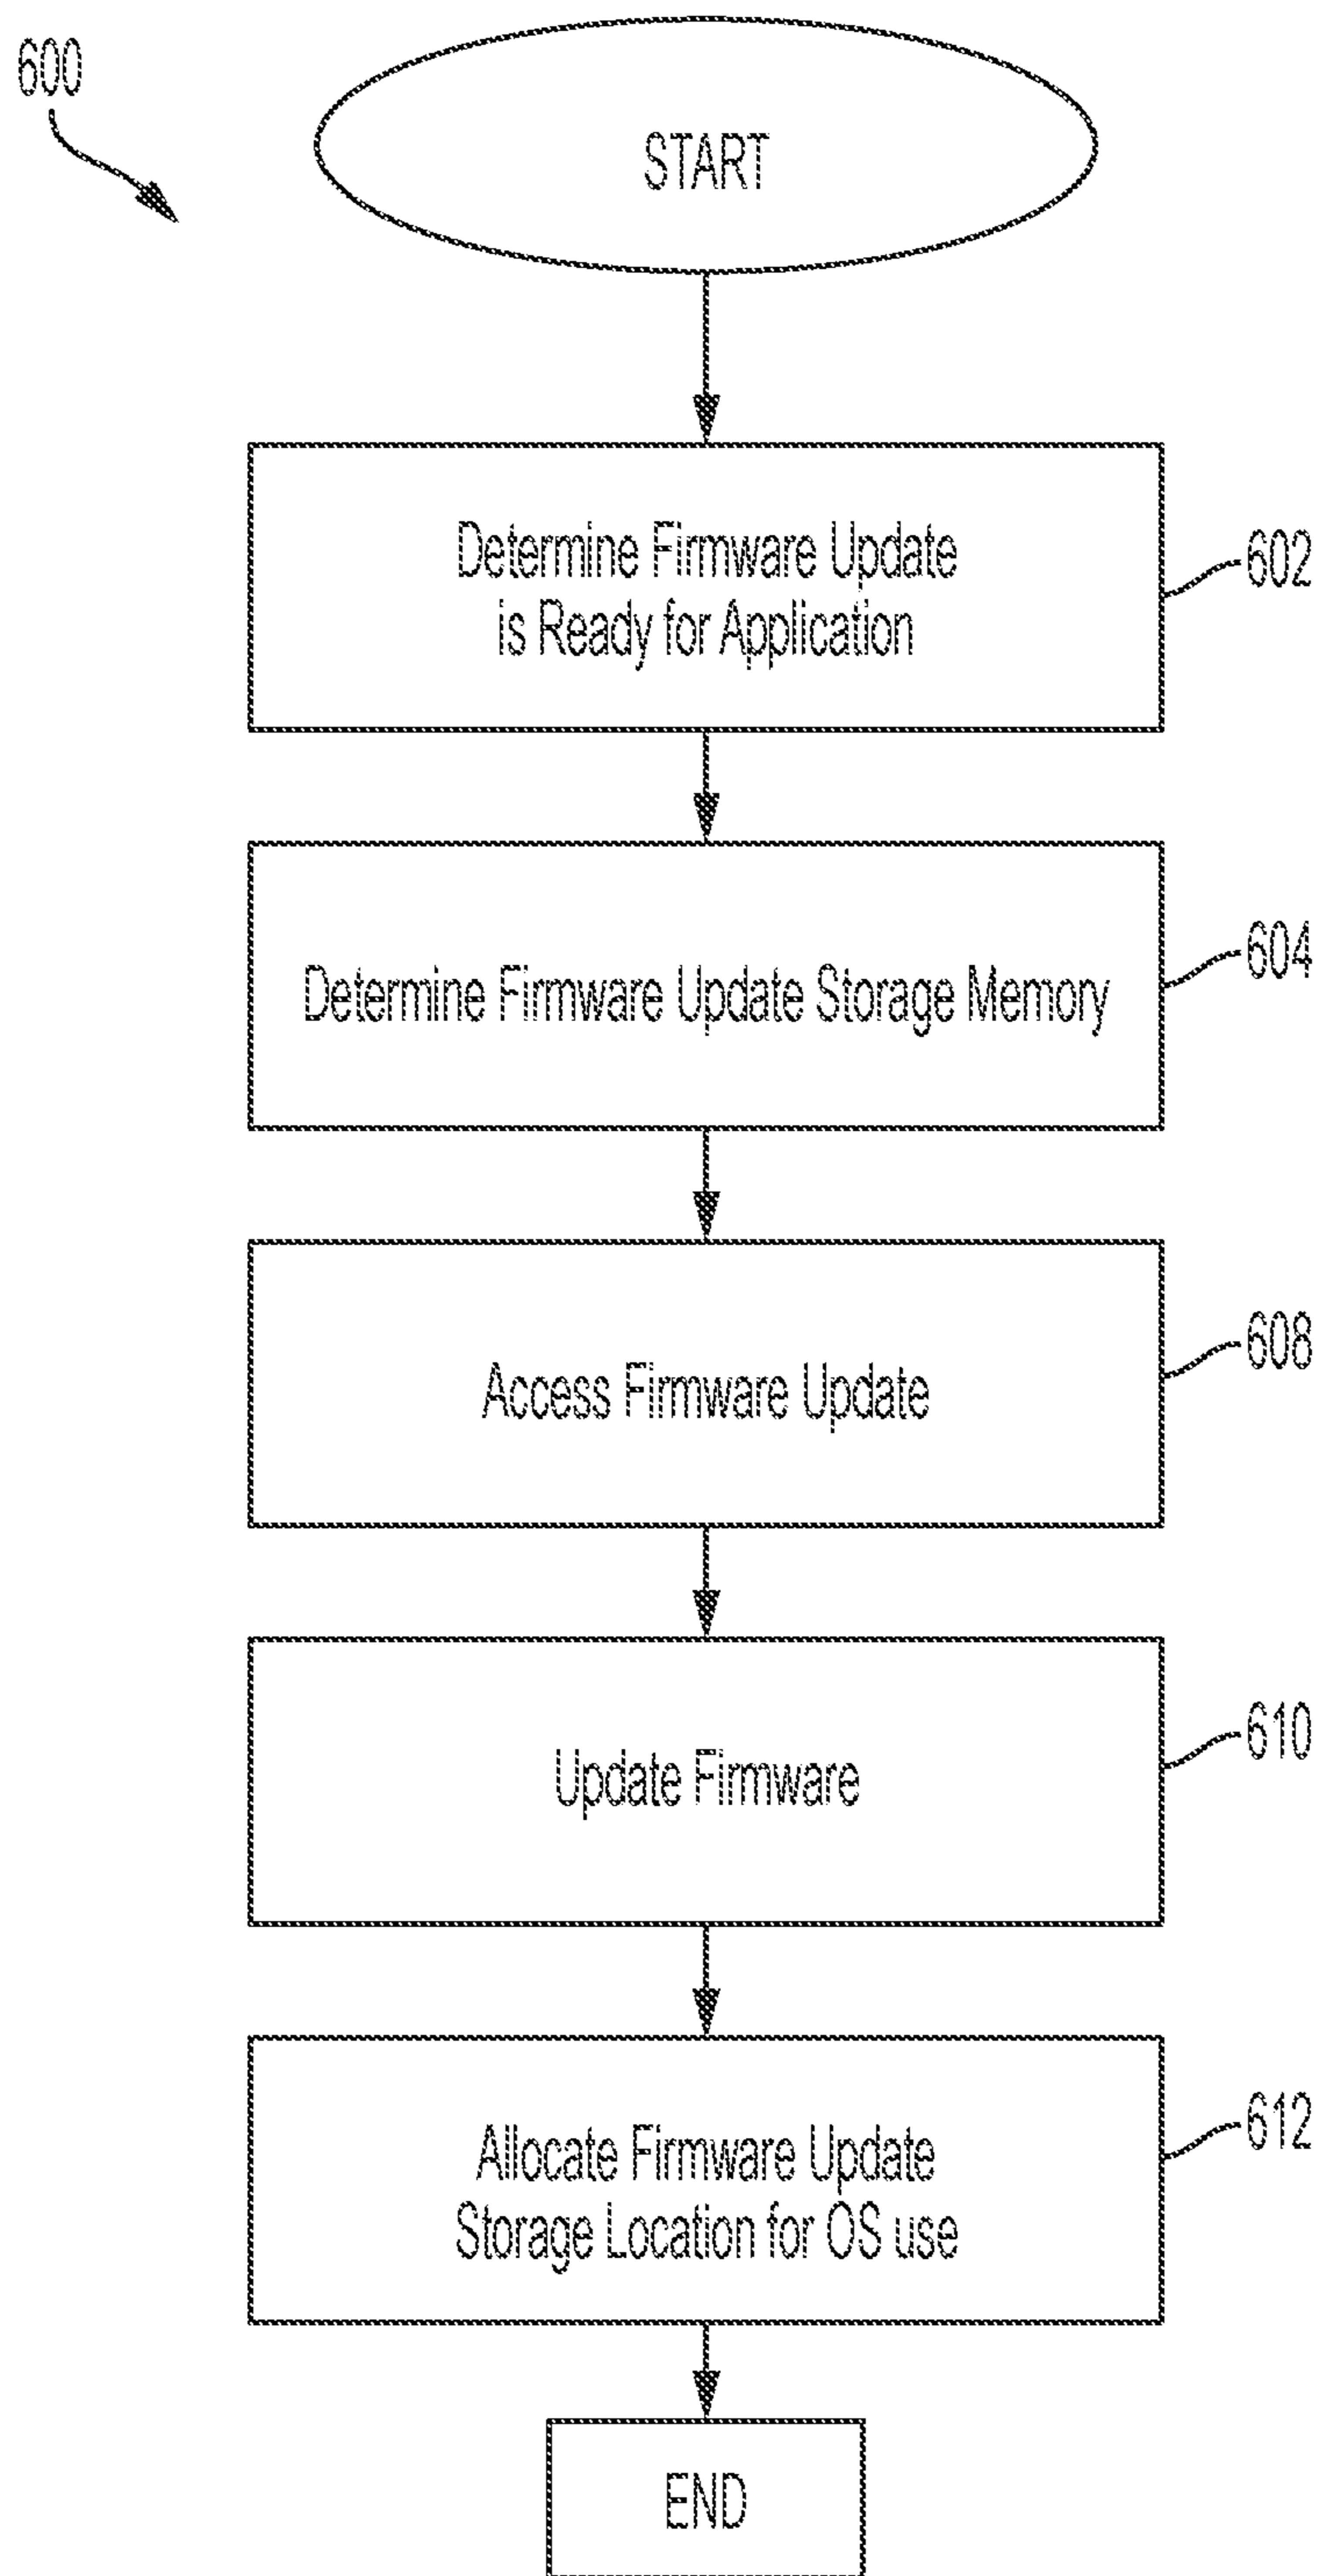 600
START
Determine Firmware Update
is Ready for Application
602
Determine Firmware Update Storage Memory
604
Access Firmware Update
608
Update Firmware
610
Allocate Firmware Update
Storage Location for OS use
612
END